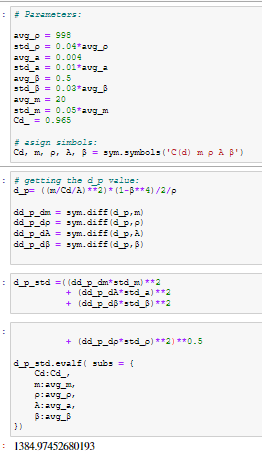 # Parameters:
avg_ρ = 998
std_ρ = 0.04*avg_ρ
avg_a = 0.004
std_a = 0.01*avg_a
avg_β = 0.5
std_β = 0.03*avg_β
avg_m = 20
std_m = 0.05*avg_m
Cd_ = 0.965
# asign simbols:
Cd, m, ρ, A, β = sym.symbols('C(d) m ρ A β')
# getting the d_p value:
d_p= ((m/Cd/A)**2)*(1-β**4)/2/ρ
dd_p_dm = sym.diff(d_p,m)
dd_p_dρ = sym.diff(d_p,ρ)
dd_p_dA = sym.diff(d_p,A)
dd_p_dβ = sym.diff(d_p,β)
d_p_std =((dd_p_dm*std_m)**2
+ (dd_p_dA*std_a)**2
+ (dd_p_dβ*std_β)**2
+ (dd_p_dρ*std_ρ)**2)**0.5
d_p_std.evalf( subs = {
Cd:Cd_,
m:avg_m,
ρ:avg_ρ,
A:avg_a,
β:avg_β
})
1384.97452680193